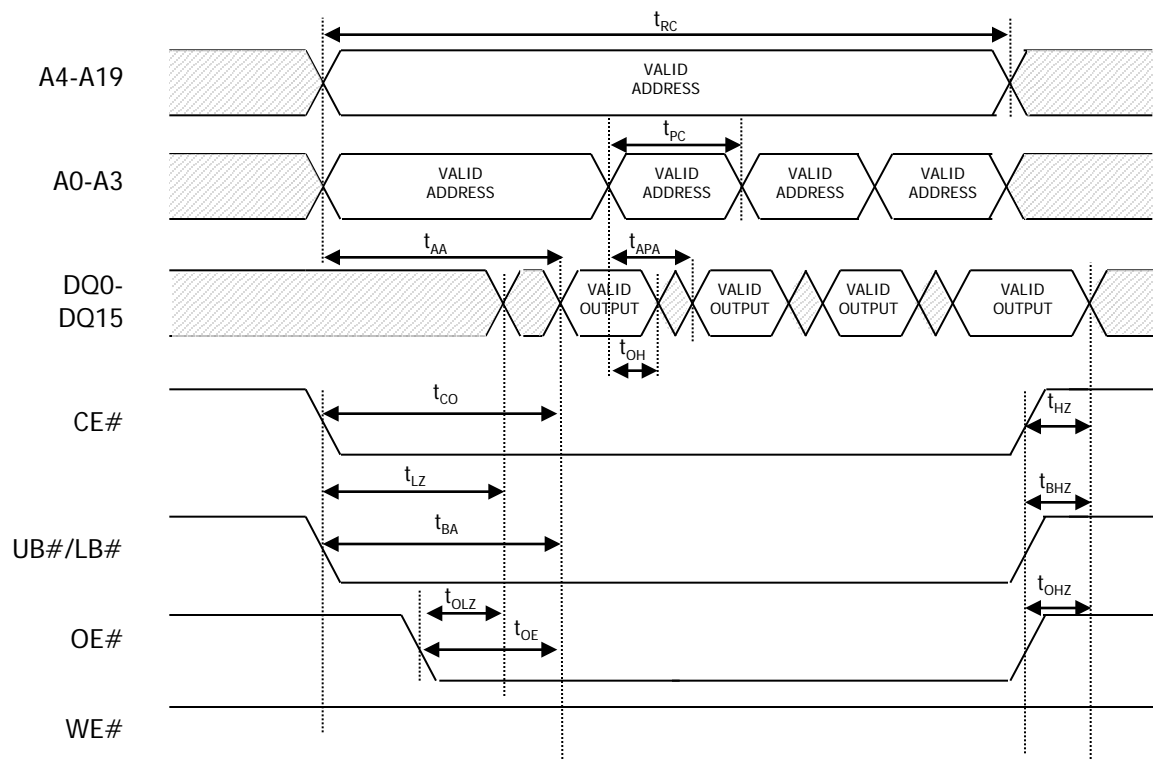 tRC
A4-A19
VALID
ADDRESS
tPC
A0-A3
VALID
ADDRESS
VALID
ADDRESS
VALID
ADDRESS
VALID
ADDRESS
tAA
tAPA
DQ0-
DQ15
VALID
OUTPUT
VALID
OUTPUT
VALID
OUTPUT
VALID
OUTPUT
tOH
CE#
tCO
tHZ
tLZ
tBHZ
UB#/LB#
tBA
tOLZ
tOHZ
OE#
tOE
WE#